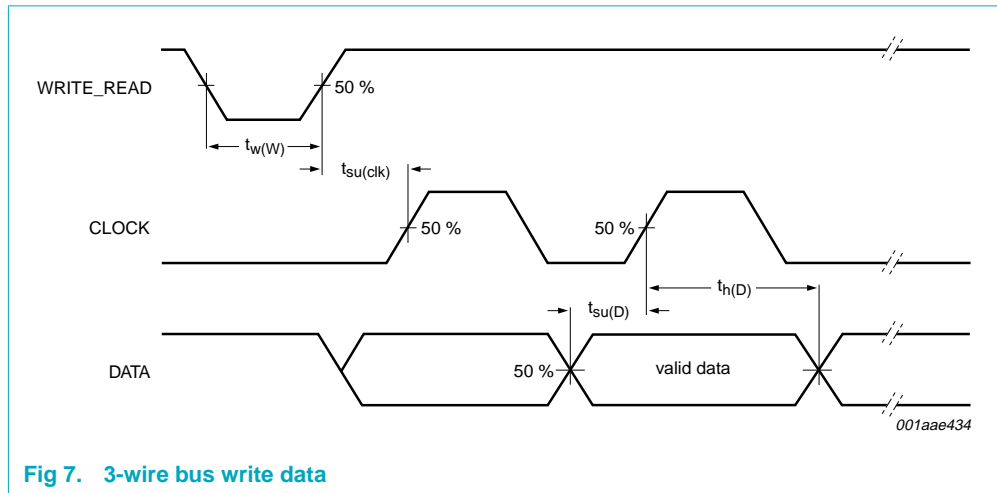 WRITE_READ
50 %
tw(W)
tsu(clk)
CLOCK
50 %
50 %
th(D)
tsu(D)
DATA
50 %
valid data
001aae434
Fig 7. 3-wire bus write data